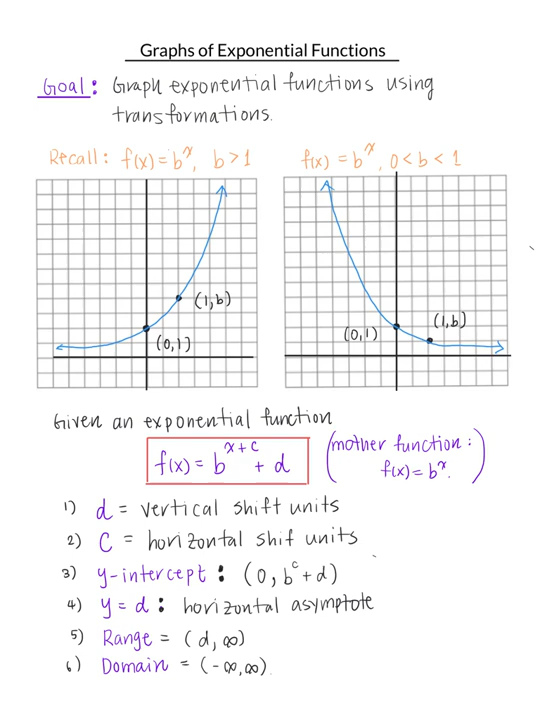 Graphs of Exponential Functions
Goal: Graph exponential functions using
transformations.
Recall: f(x) = b^x, b > 1
f(x) = b^x, 0 < b < 1
(1, b)
(0, 1)
(0, 1)
(1, b)
Given an exponential function
f(x) = b^(x+c) + d
(mother function:
f(x) = b^x.)
1) d = vertical shift units
2) C = horizontal shif units
3) y-intercept: (0, b^c + d)
4) y = d: horizontal asymptote
5) Range = (d, ∞)
6) Domain = (-∞, ∞)